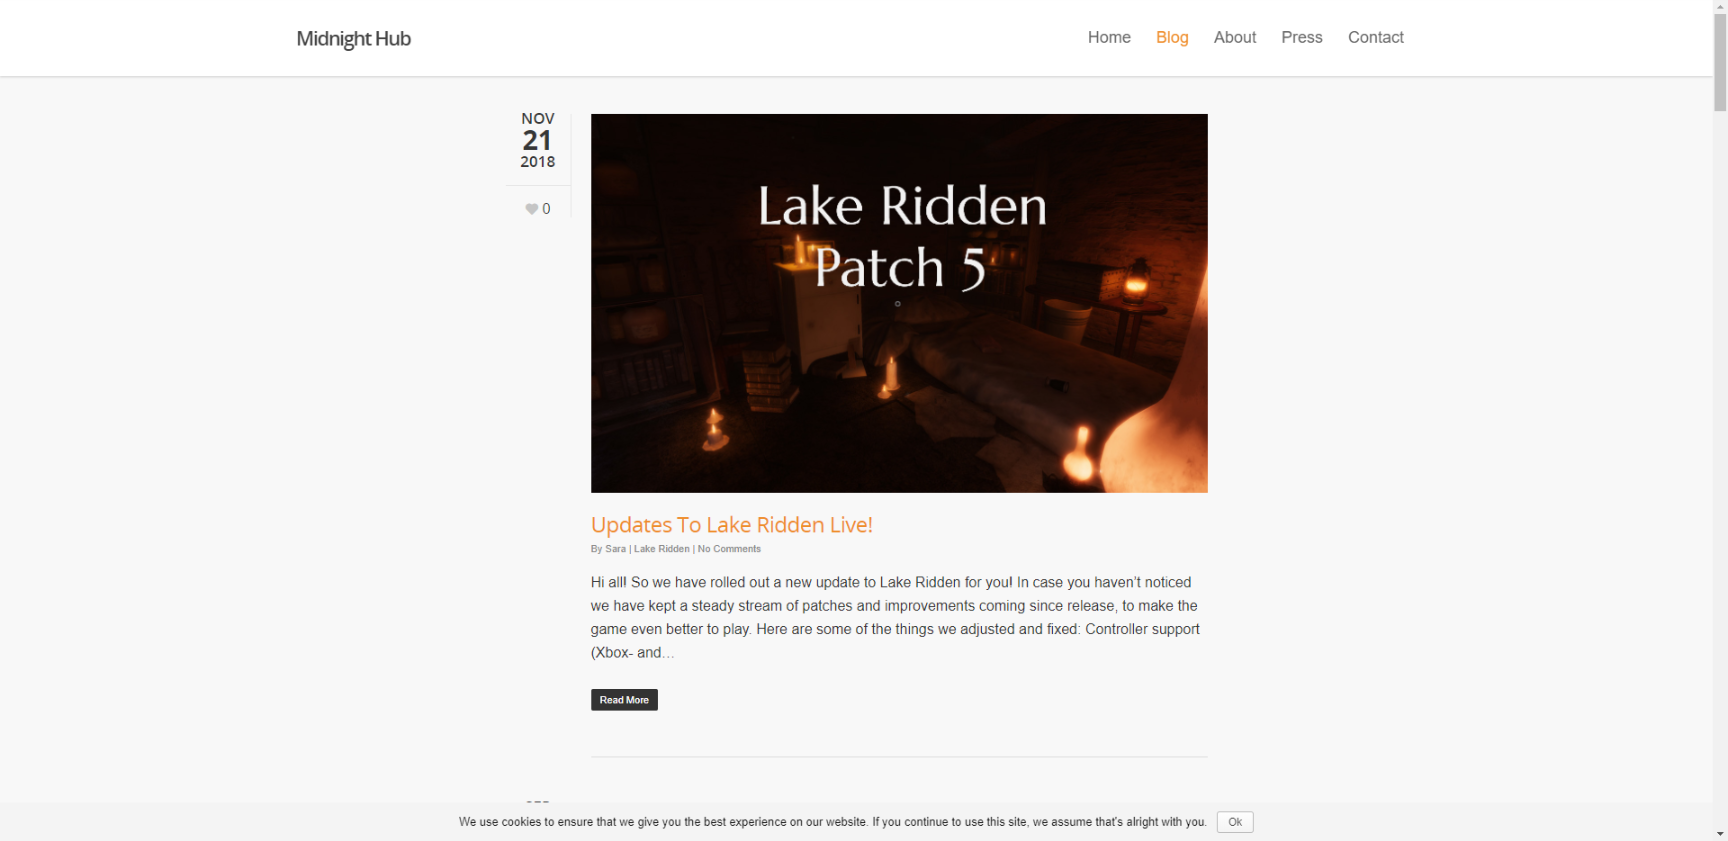 Midnight Hub
Home Blog About Press Contact
NOV
21
2018
0
Lake Ridden
Patch 5
Updates To Lake Ridden Live!
By Sara | Lake Ridden | No Comments
Hi all! So we have rolled out a new update to Lake Ridden for you! In case you haven’t noticed
we have kept a steady stream of patches and improvements coming since release, to make the
game even better to play. Here are some of the things we adjusted and fixed: Controller support
(Xbox- and…
Read More
We use cookies to ensure that we give you the best experience on our website. If you continue to use this site, we assume that's alright with you.
Ok